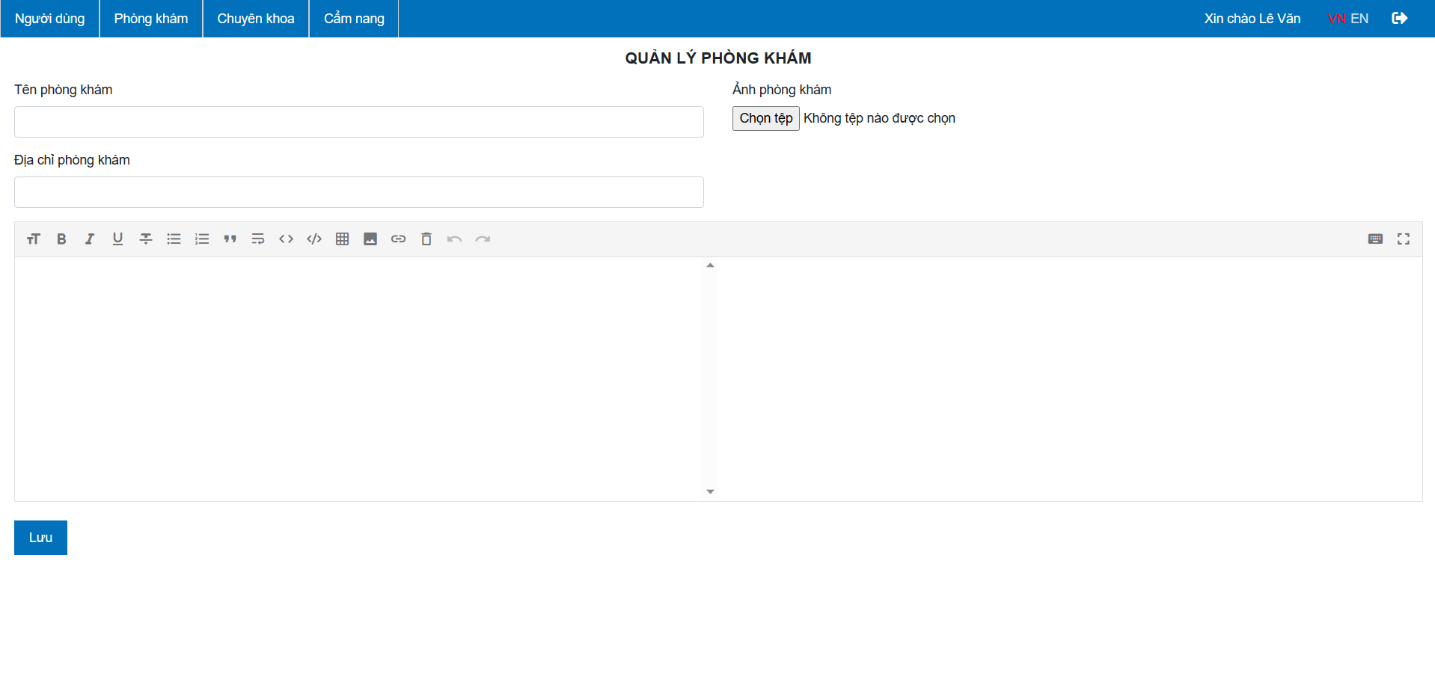 Người dùng Phòng khám Chuyên khoa Cẩm nang Xin chào Lê Văn VN EN
QUẢN LÝ PHÒNG KHÁM
Tên phòng khám Ảnh phòng khám
Chọn tệp Không tệp nào được chọn
Địa chỉ phòng khám
Lưu